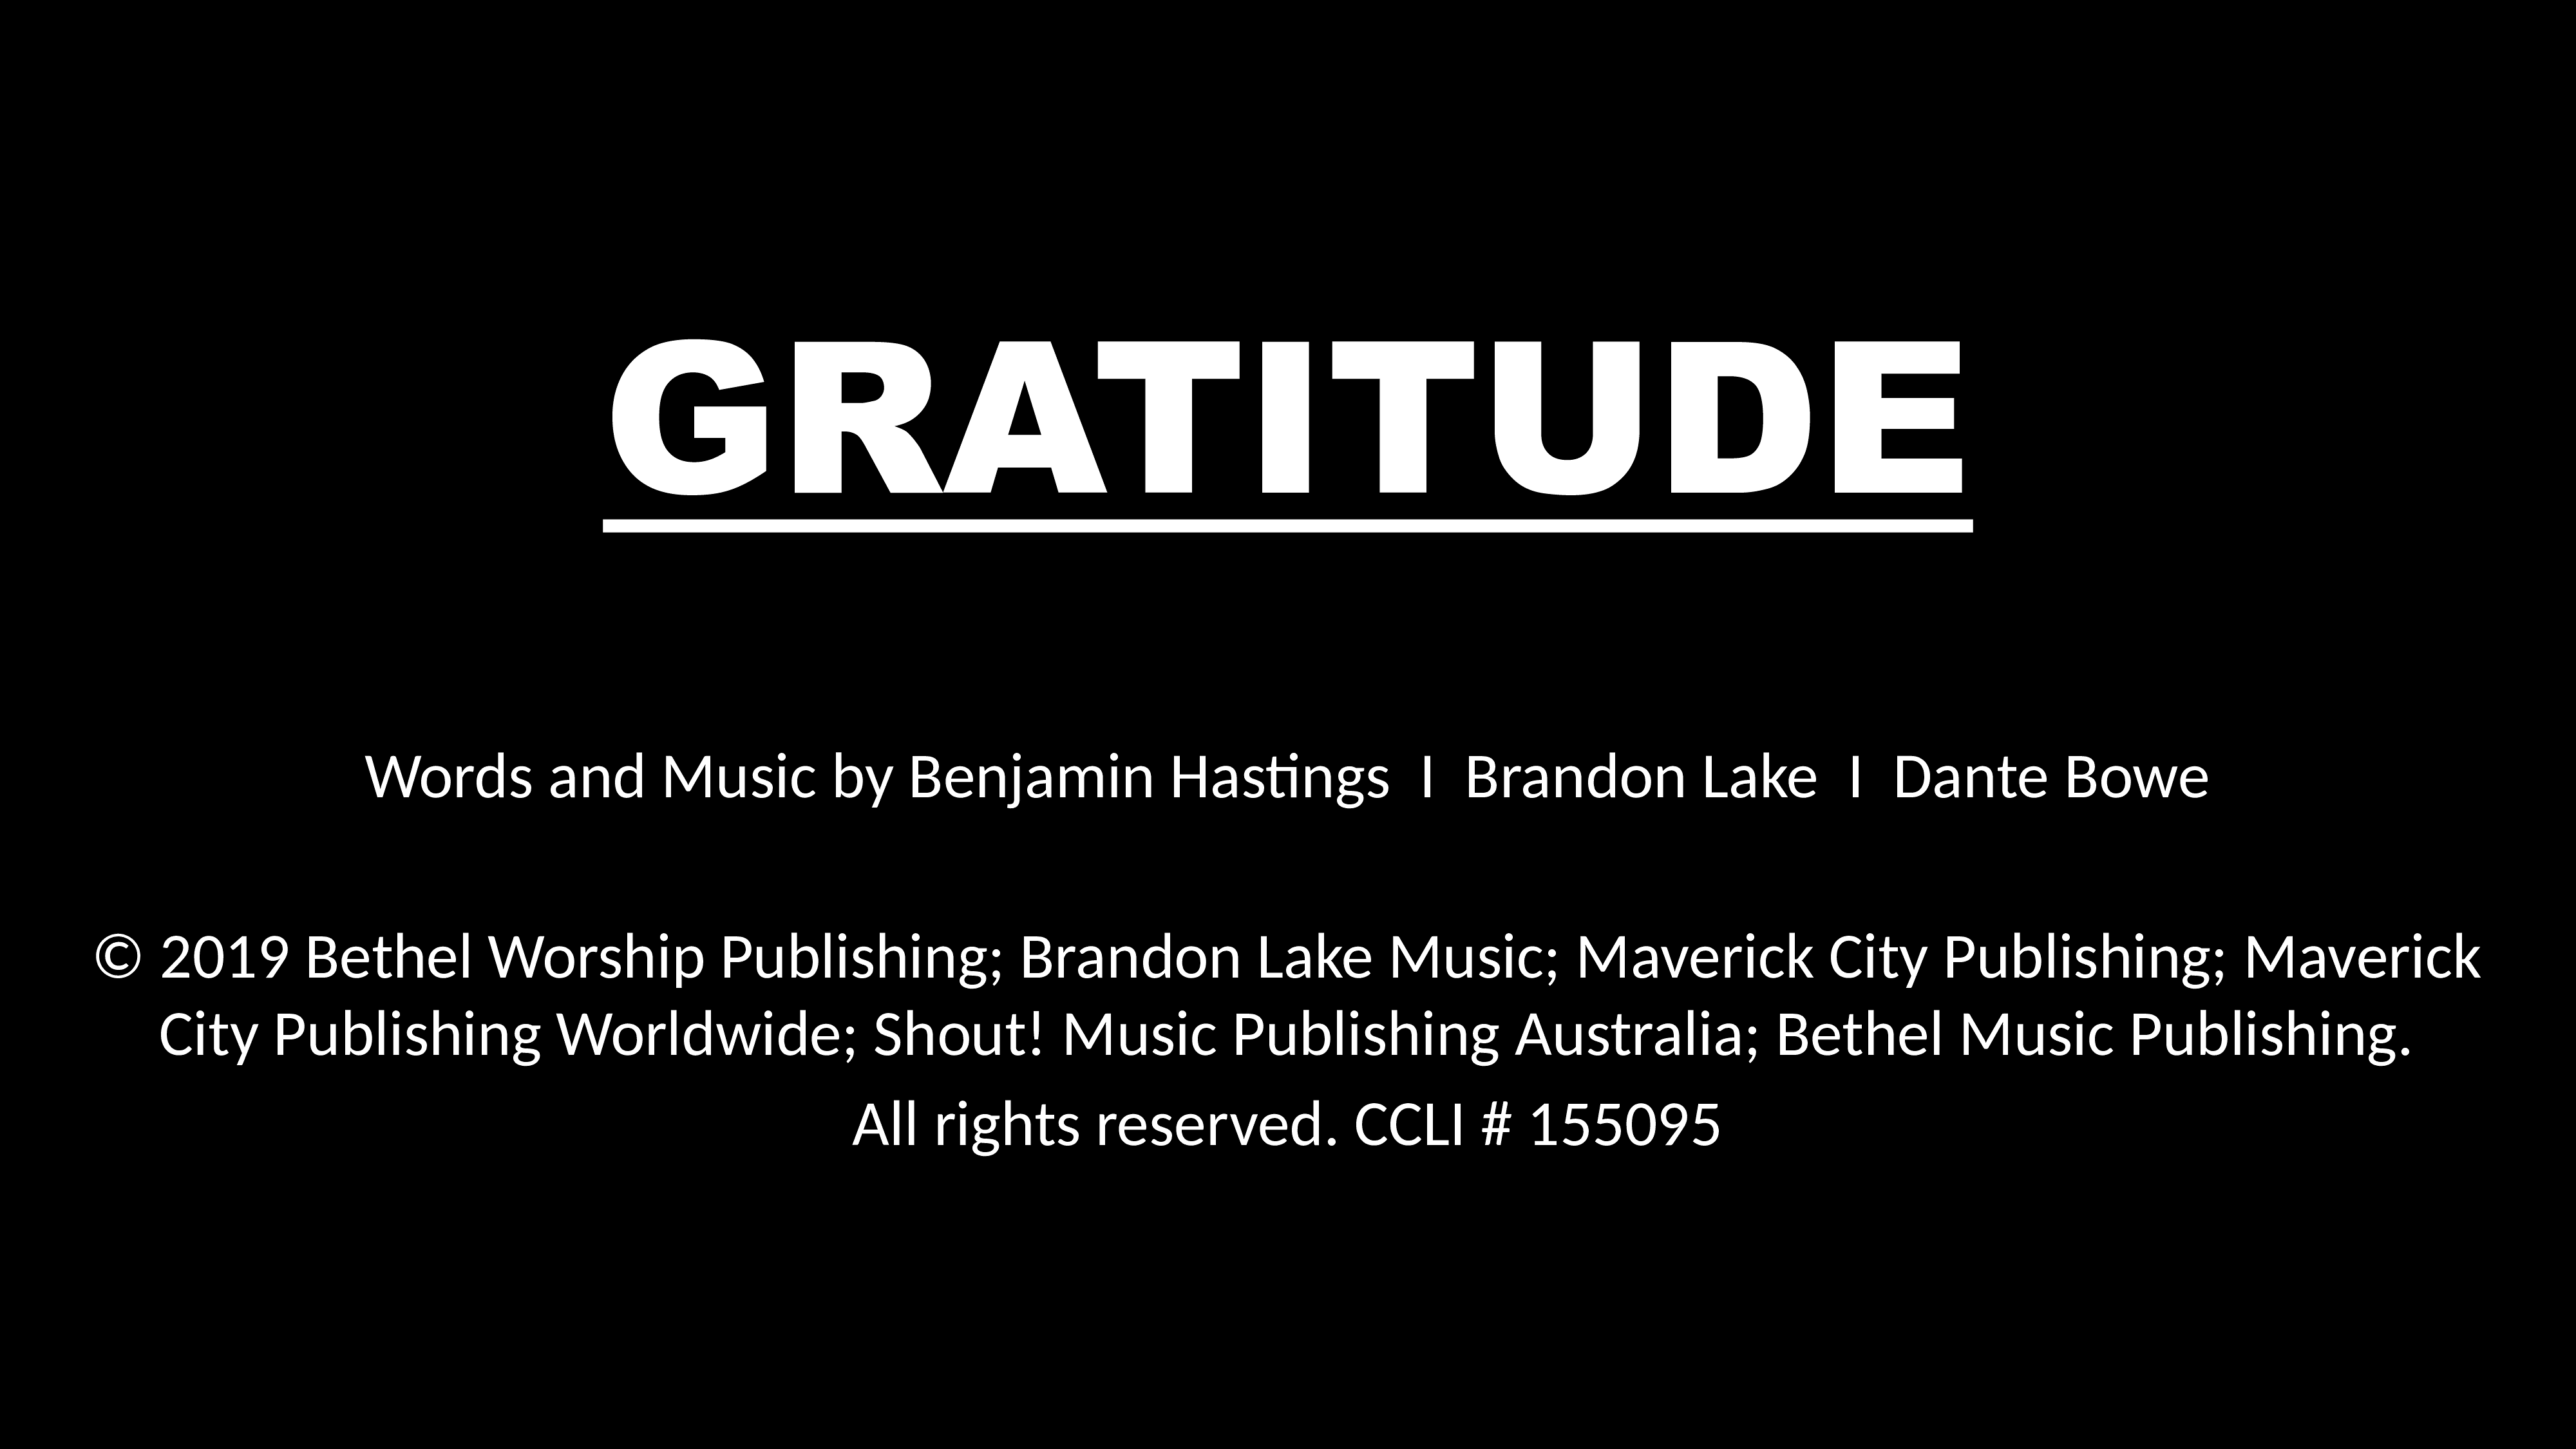 GRATITUDE
Words and Music by Benjamin Hastings I Brandon Lake I Dante Bowe
© 2019 Bethel Worship Publishing; Brandon Lake Music; Maverick City Publishing; Maverick
City Publishing Worldwide; Shout! Music Publishing Australia; Bethel Music Publishing.
All rights reserved. CCLI # 155095